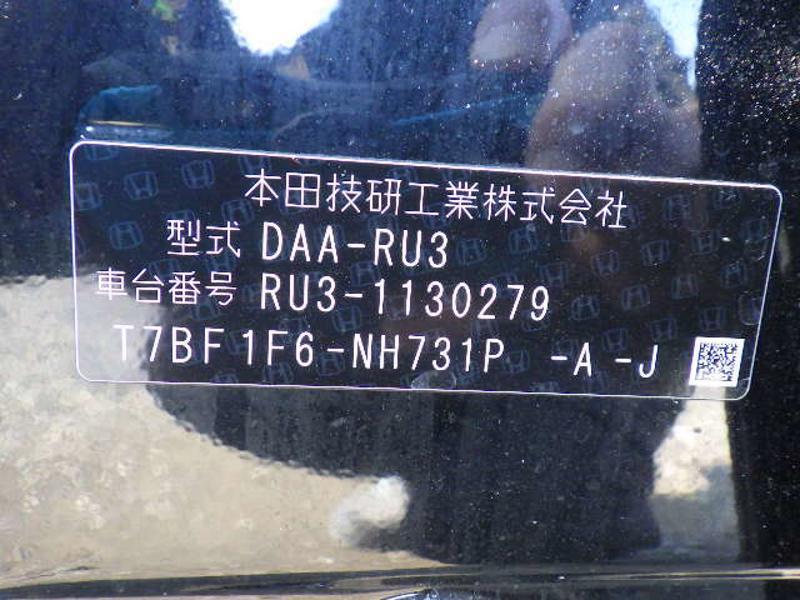 本田技研工業株式会社
型式 DAA-RU3
車台番号 RU3-1130279
T7BF1F6-NH731P -A-J